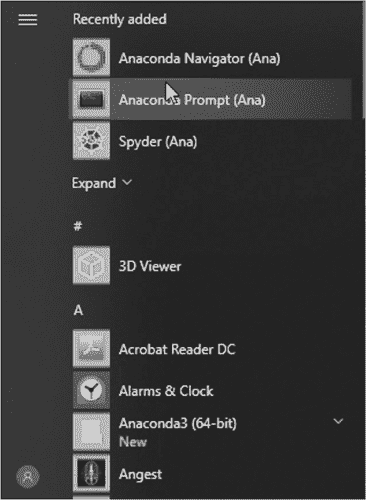 Recently added
Anaconda Navigator (Ana)
Anaconda Prompt (Ana)
Spyder (Ana)
Expand
#
3D Viewer
A
Acrobat Reader DC
Alarms & Clock
Anaconda3 (64-bit)
New
Angest